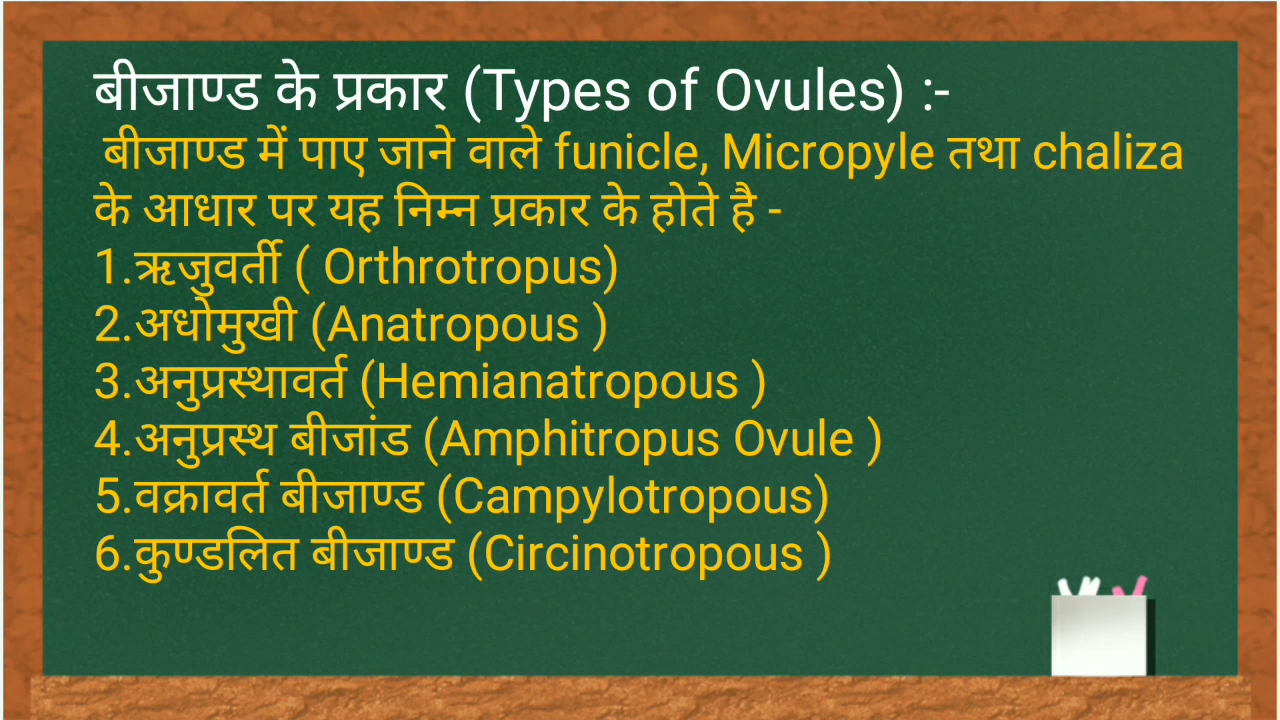 बीजाण्ड के प्रकार (Types of Ovules) :-
बीजाण्ड में पाए जाने वाले funicle, Micropyle तथा chaliza
के आधार पर यह निम्न प्रकार के होते है -
1.ऋजुवर्ती ( Orthrotropus)
2.अधोमुखी (Anatropous )
3.अनुप्रस्थावर्त (Hemianatropous )
4.अनुप्रस्थ बीजांड (Amphitropus Ovule )
5.वक्रावर्त बीजाण्ड (Campylotropous)
6.कुण्डलित बीजाण्ड (Circinotropous )